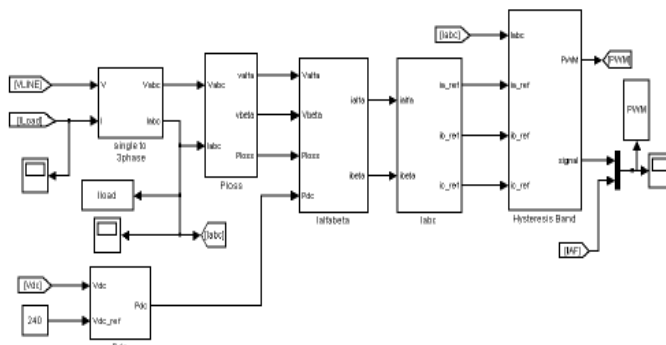 [Iabc]
Iabc
PWM
[PWM]
[VLINE]
V
Vabc
[ILoad]
I
Iabc
single to
3phase
Vabc
Iabc
valfa
vbeta
Ploss
Ploss
Valfa
Vbeta
Ploss
Pdc
ialfa
ibeta
Ialfabeta
ialfa
ibeta
ia_ref
ib_ref
ic_ref
Iabc
ia_ref
ib_ref
ic_ref
signal
Hysteresis Band
PWM
Iload
[Iabc]
[IAF]
[Vdc]
Vdc
Pdc
240
Vdc_ref